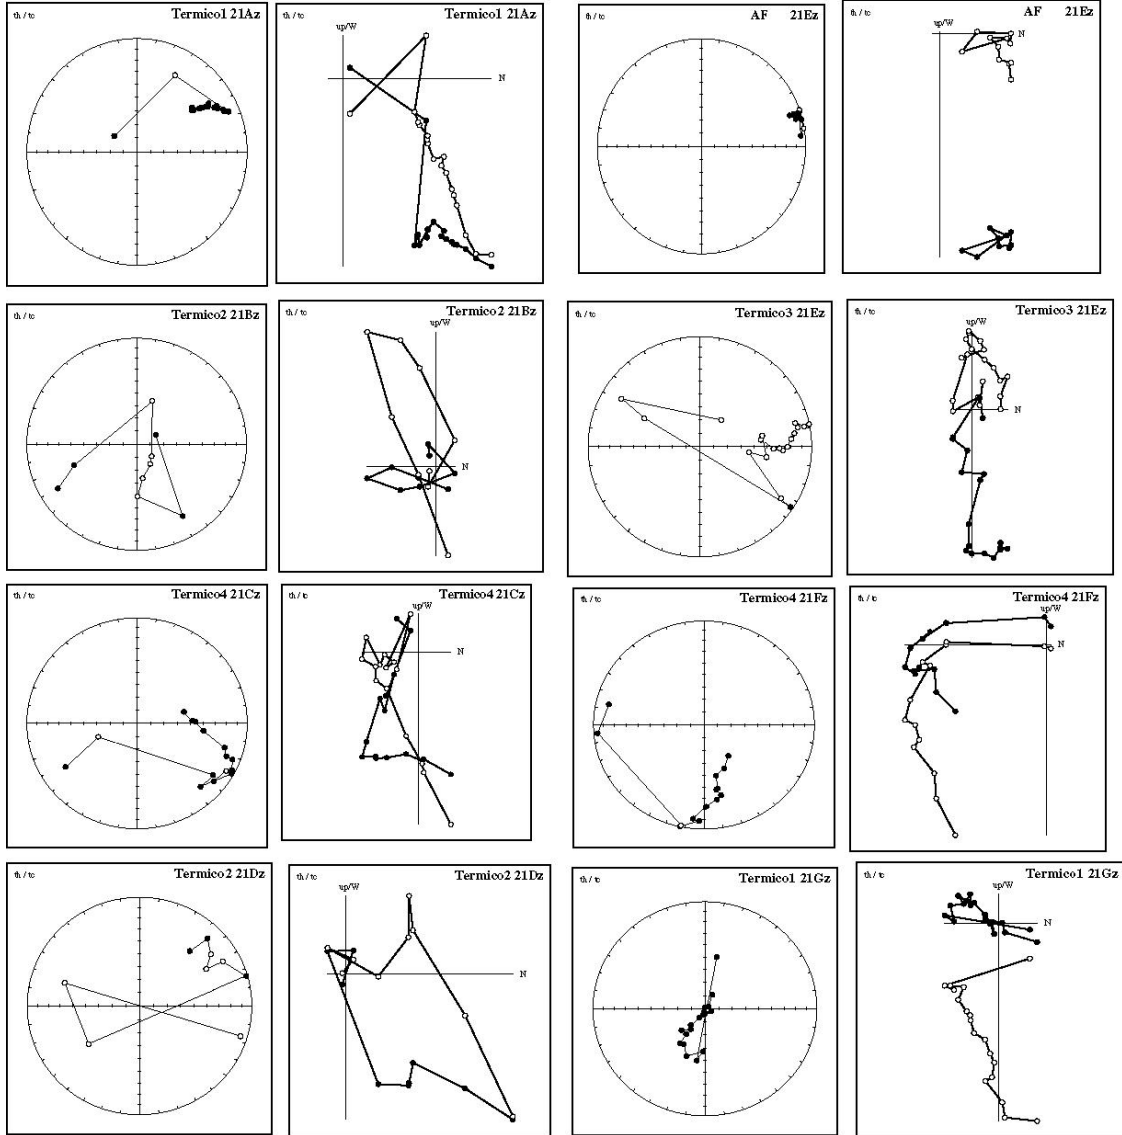 th / tc Termico1 21Az
th / tc Termico1 21Az
up/W
N
th / tc AF 21Ez
th / tc AF 21Ez
up/W
N
th / tc Termico2 21Bz
th / tc Termico2 21Bz
up/W
N
th / tc Termico3 21Ez
th / tc Termico3 21Ez
up/W
N
th / tc Termico4 21Cz
th / tc Termico4 21Cz
up/W
N
th / tc Termico4 21Fz
th / tc Termico4 21Fz
up/W
N
th / tc Termico2 21Dz
th / tc Termico2 21Dz
up/W
N
th / tc Termico1 21Gz
th / tc Termico1 21Gz
up/W
N